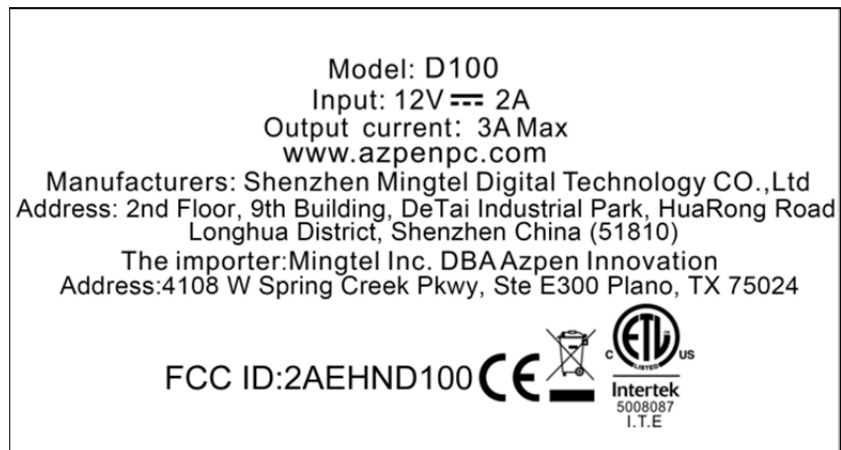 Model: D100
Input: 12V ⎓ 2A
Output current: 3A Max
www.azpenpc.com
Manufacturers: Shenzhen Mingtel Digital Technology CO.,Ltd
Address: 2nd Floor, 9th Building, DeTai Industrial Park, HuaRong Road
Longhua District, Shenzhen China (51810)
The importer:Mingtel Inc. DBA Azpen Innovation
Address:4108 W Spring Creek Pkwy, Ste E300 Plano, TX 75024
FCC ID:2AEHND100 CE
C ETL US
LISTED
Intertek
5008087
I.T.E